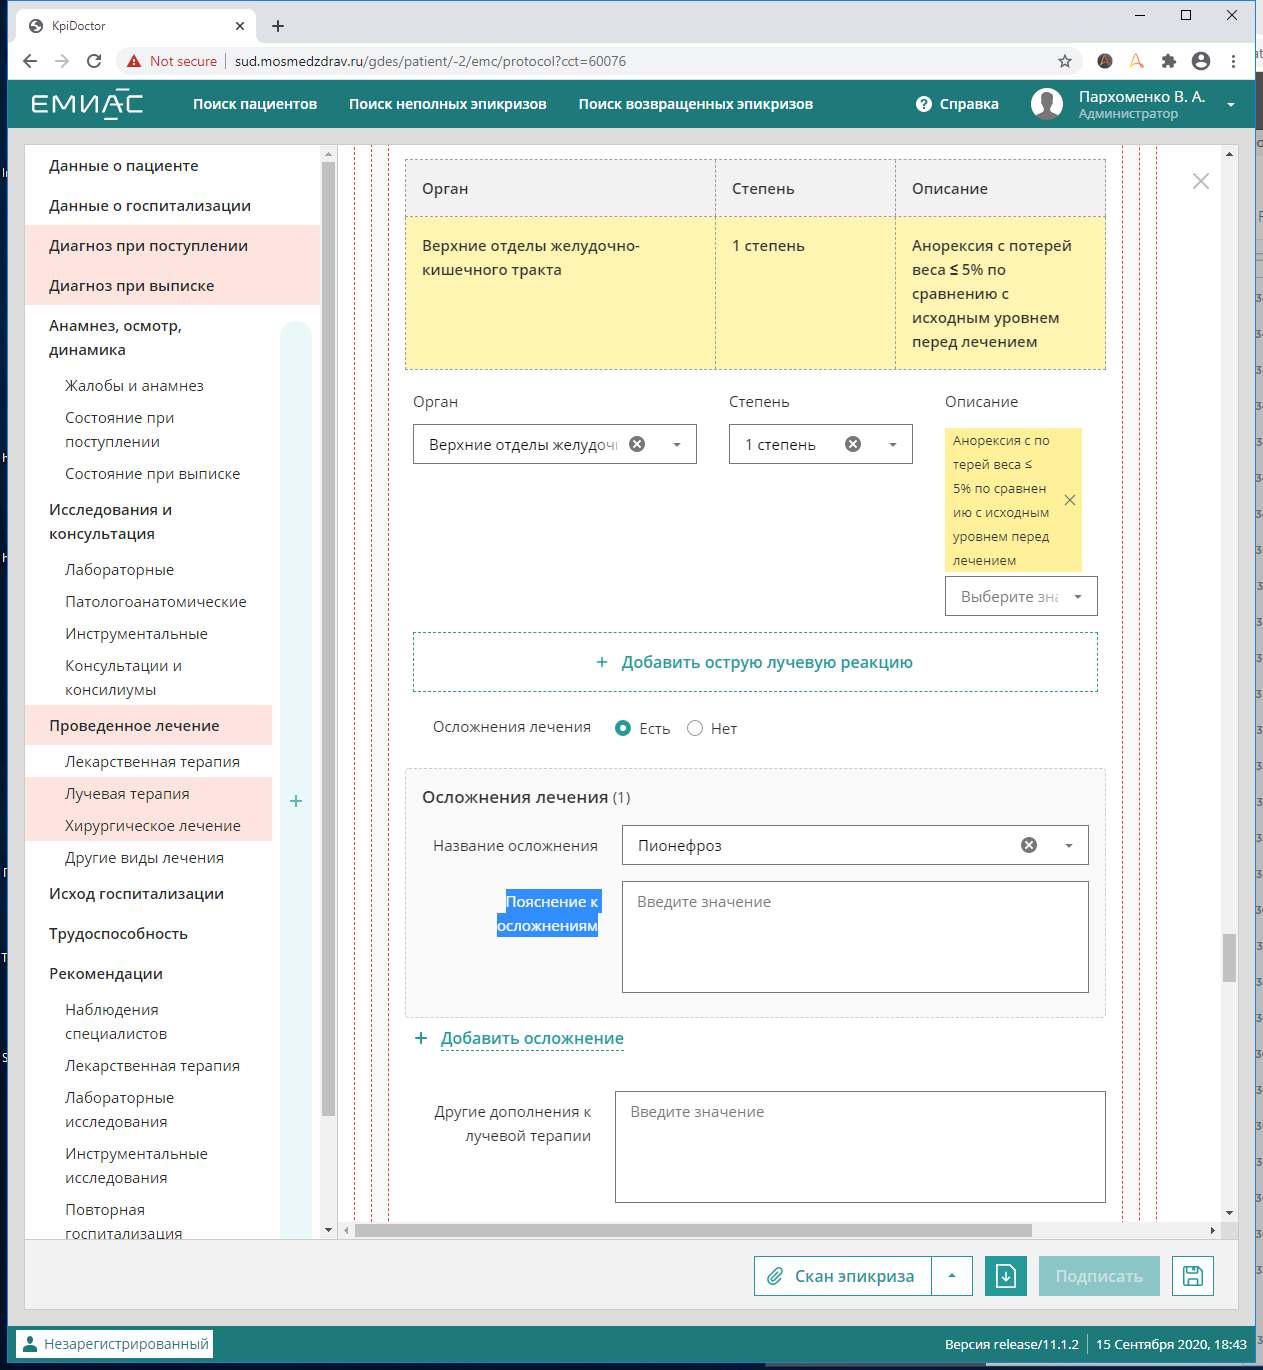 KpiDoctor
Not secure
sud.mosmedzdrav.ru/gdes/patient/-2/emc/protocol?cct=60076
ЕМИАС
Поиск пациентов
Поиск неполных эпикризов
Поиск возвращенных эпикризов
Справка
Пархоменко В. А.
Администратор
Данные о пациенте
Данные о госпитализации
Диагноз при поступлении
Диагноз при выписке
Анамнез, осмотр,
динамика
Жалобы и анамнез
Состояние при
поступлении
Состояние при выписке
Исследования и
консультация
Лабораторные
Патологоанатомические
Инструментальные
Консультации и
консилиумы
Проведенное лечение
Лекарственная терапия
Лучевая терапия
Хирургическое лечение
Другие виды лечения
Исход госпитализации
Трудоспособность
Рекомендации
Наблюдения
специалистов
Лекарственная терапия
Лабораторные
исследования
Инструментальные
исследования
Повторная
госпитализация
Орган
Степень
Описание
Верхние отделы желудочно-
кишечного тракта
1 степень
Анорексия с потерей
веса ≤ 5% по
сравнению с
исходным уровнем
перед лечением
Орган
Степень
Описание
Верхние отделы желудоч
1 степень
Анорексия с по
терей веса ≤
5% по сравнен
ию с исходным
уровнем перед
лечением
Выберите зна
+ Добавить острую лучевую реакцию
Осложнения лечения
Есть
Нет
Осложнения лечения (1)
Название осложнения
Пионефроз
Пояснение к
осложнениям
Введите значение
+ Добавить осложнение
Другие дополнения к
лучевой терапии
Введите значение
Скан эпикриза
Подписать
Незарегистрированный
Версия release/11.1.2
15 Сентября 2020, 18:43